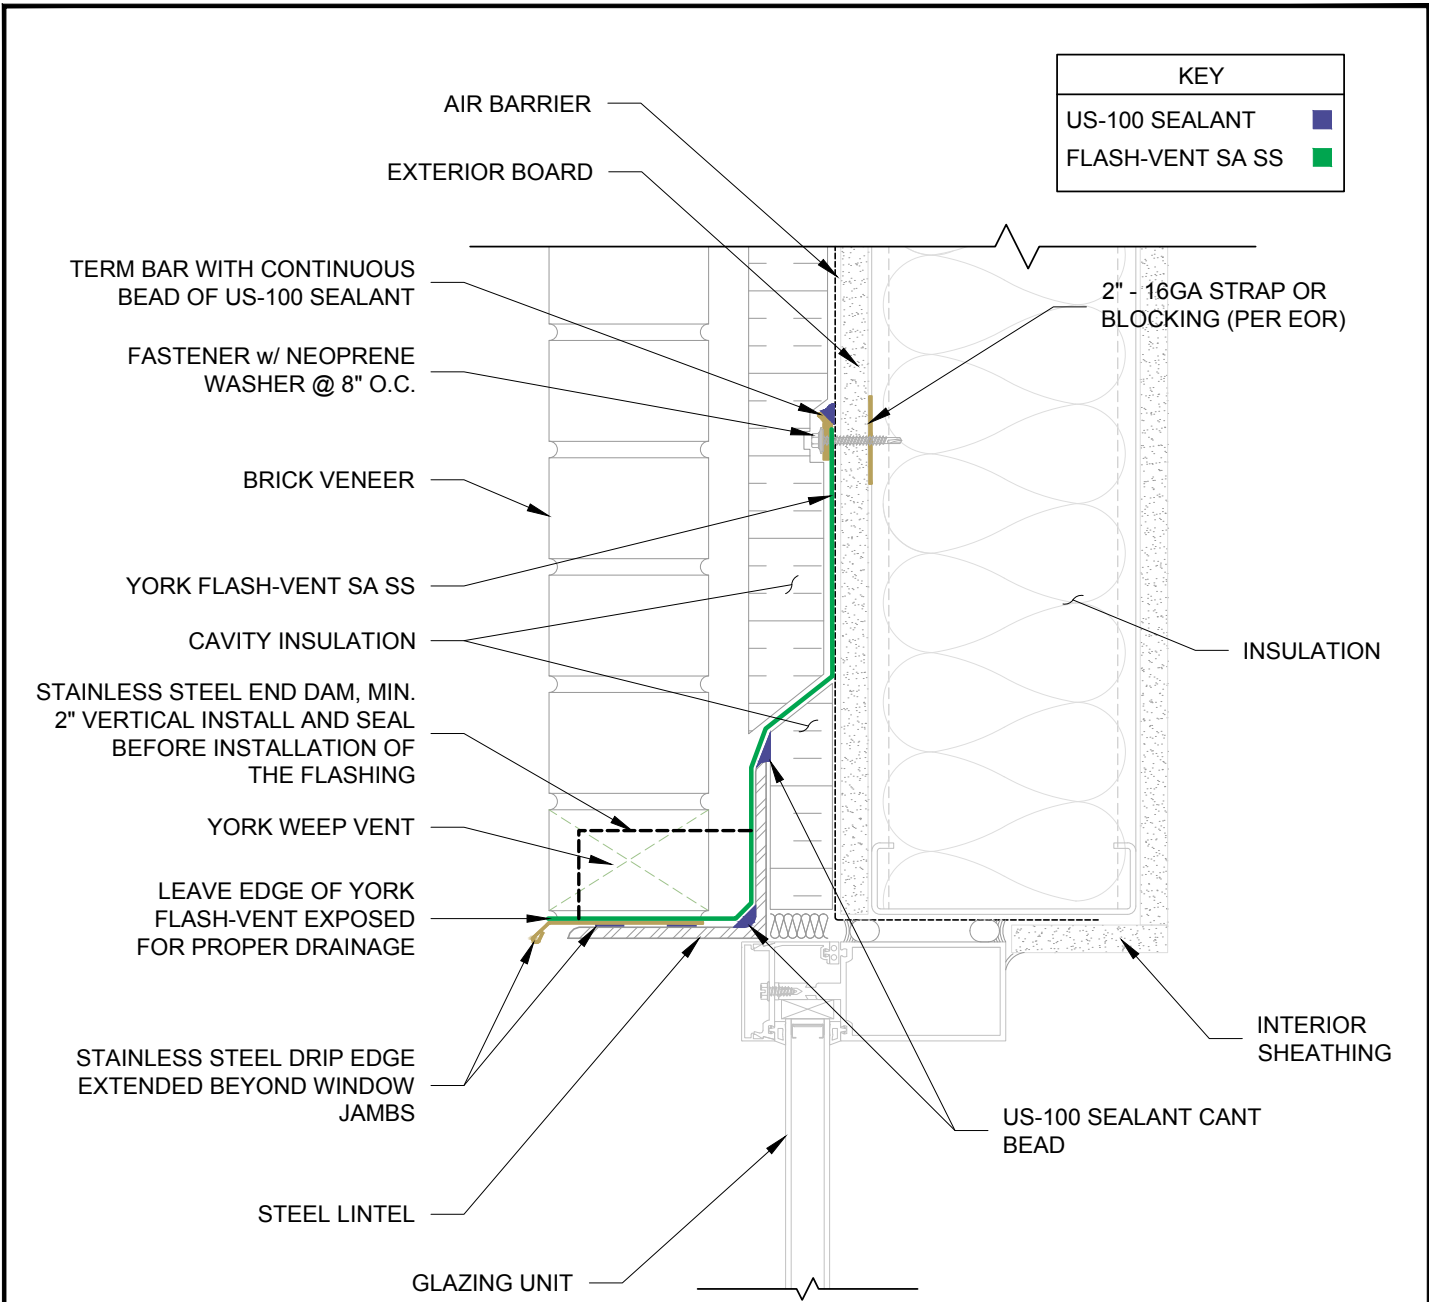 KEY
US-100 SEALANT
FLASH-VENT SA SS
AIR BARRIER
EXTERIOR BOARD
TERM BAR WITH CONTINUOUS
BEAD OF US-100 SEALANT
2" - 16GA STRAP OR
BLOCKING (PER EOR)
FASTENER w/ NEOPRENE
WASHER @ 8" O.C.
BRICK VENEER
YORK FLASH-VENT SA SS
CAVITY INSULATION
INSULATION
STAINLESS STEEL END DAM, MIN.
2" VERTICAL INSTALL AND SEAL
BEFORE INSTALLATION OF
THE FLASHING
YORK WEEP VENT
LEAVE EDGE OF YORK
FLASH-VENT EXPOSED
FOR PROPER DRAINAGE
INTERIOR
SHEATHING
STAINLESS STEEL DRIP EDGE
EXTENDED BEYOND WINDOW
JAMBS
US-100 SEALANT CANT
BEAD
STEEL LINTEL
GLAZING UNIT